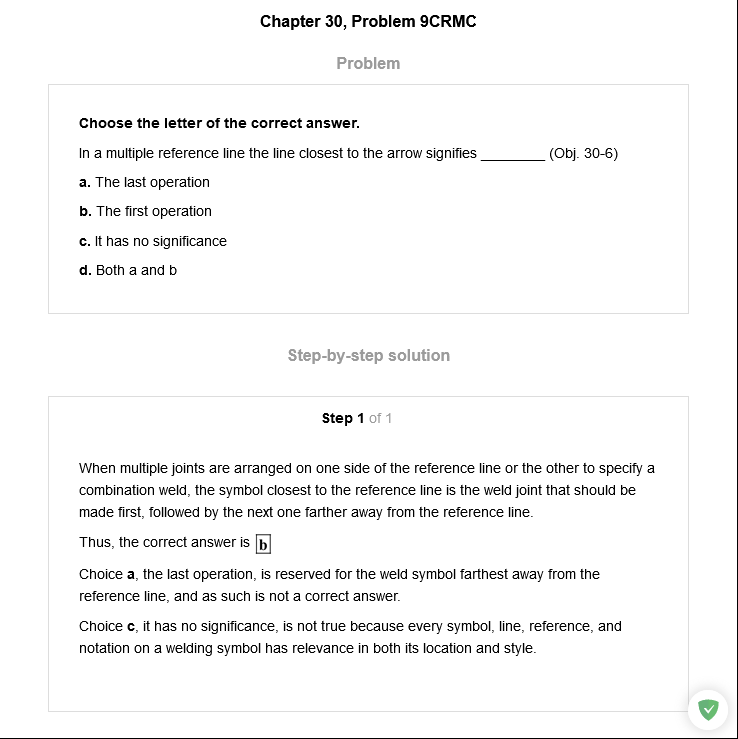 Chapter 30, Problem 9CRMC
Problem
Choose the letter of the correct answer.
In a multiple reference line the line closest to the arrow signifies ________ (Obj. 30-6)
a. The last operation
b. The first operation
c. It has no significance
d. Both a and b
Step-by-step solution
Step 1 of 1
When multiple joints are arranged on one side of the reference line or the other to specify a
combination weld, the symbol closest to the reference line is the weld joint that should be
made first, followed by the next one farther away from the reference line.
Thus, the correct answer is b
Choice a, the last operation, is reserved for the weld symbol farthest away from the
reference line, and as such is not a correct answer.
Choice c, it has no significance, is not true because every symbol, line, reference, and
notation on a welding symbol has relevance in both its location and style.